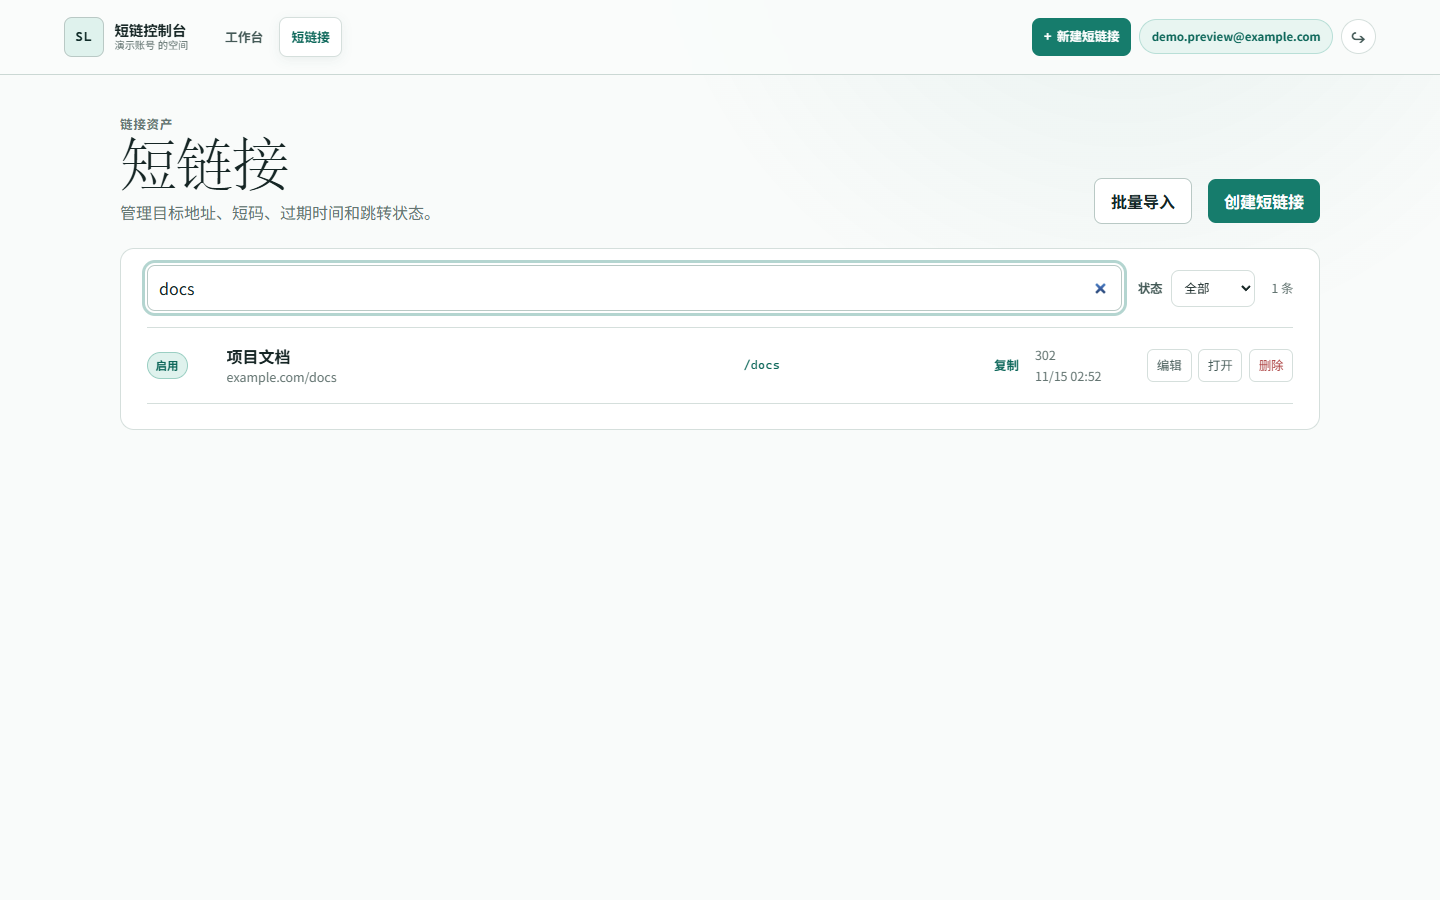 SL
短链控制台
演示账号 的空间
工作台
短链接
+ 新建短链接
demo.preview@example.com
链接资产
短链接
管理目标地址、短码、过期时间和跳转状态。
批量导入
创建短链接
docs
状态
全部
1 条
启用
项目文档
example.com/docs
/docs
复制
302
11/15 02:52
编辑
打开
删除